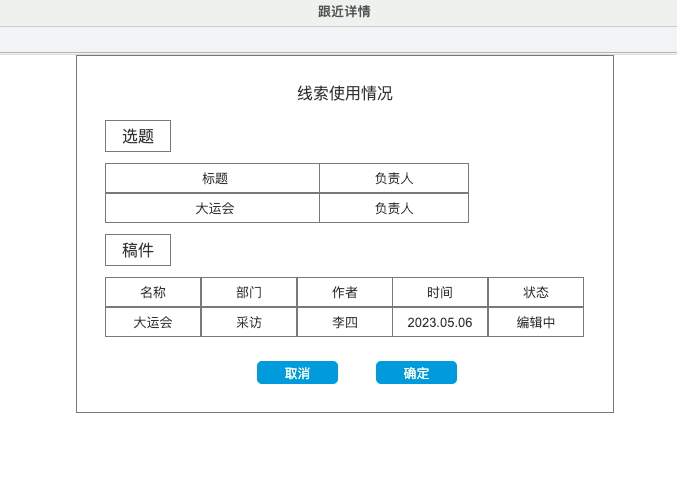 跟近详情
线索使用情况
选题
标题 负责人
大运会 负责人
稿件
名称 部门 作者 时间 状态
大运会 采访 李四 2023.05.06 编辑中
取消 确定